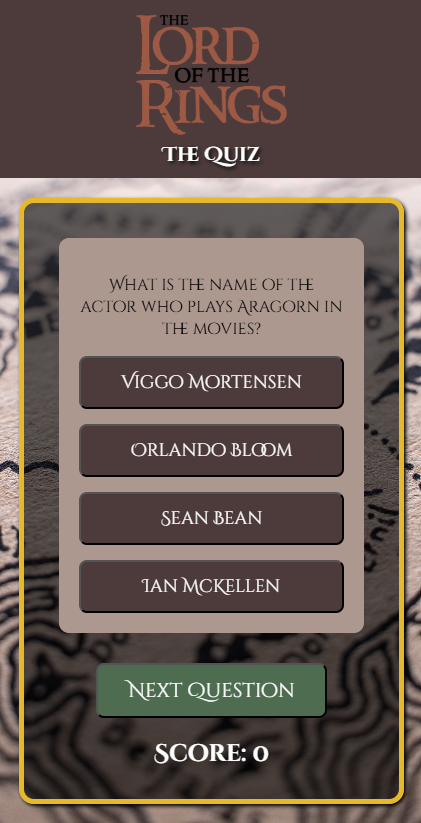 THE
LORD
OF THE
RINGS
THE QUIZ
WHAT IS THE NAME OF THE
ACTOR WHO PLAYS ARAGORN IN
THE MOVIES?
VIGGO MORTENSEN
ORLANDO BLOOM
SEAN BEAN
IAN MCKELLEN
NEXT QUESTION
SCORE: 0